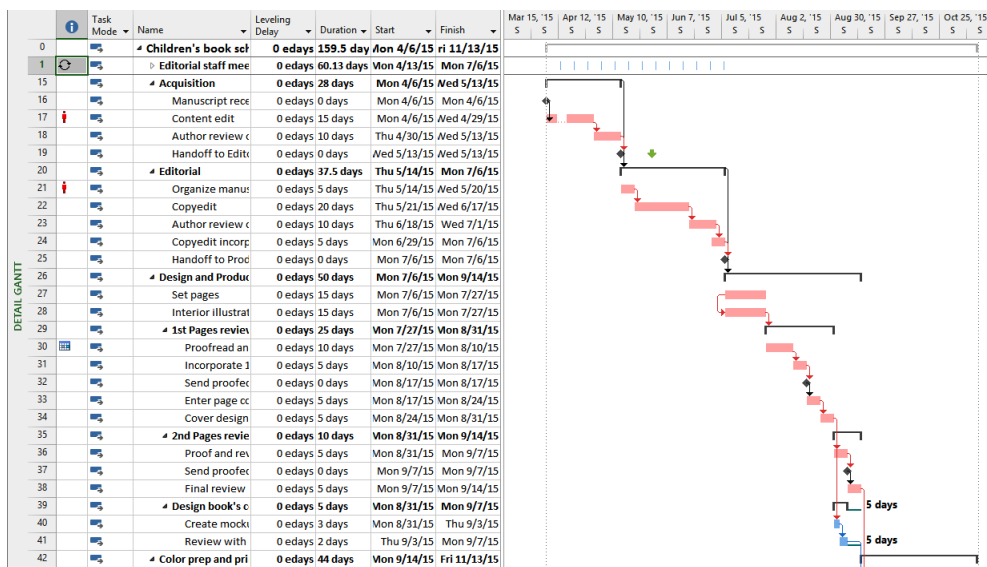 Task Mode Name Leveling Delay Duration Start Finish Mar 15, '15 Apr 12, '15 May 10, '15 Jun 7, '15 Jul 5, '15 Aug 2, '15 Aug 30, '15 Sep 27, '15 Oct 25, '15
S S S S S S S S S S S S S S S S S S
0 Children's book sch 0 edays 159.5 day Mon 4/6/15 ri 11/13/15
1 Editorial staff mee 0 edays 60.13 days Mon 4/13/15 Mon 7/6/15
15 Acquisition 0 edays 28 days Mon 4/6/15 Wed 5/13/15
16 Manuscript rece 0 edays 0 days Mon 4/6/15 Mon 4/6/15
17 Content edit 0 edays 15 days Mon 4/6/15 Wed 4/29/15
18 Author review c 0 edays 10 days Thu 4/30/15 Wed 5/13/15
19 Handoff to Edito 0 edays 0 days Wed 5/13/15 Wed 5/13/15
20 Editorial 0 edays 37.5 days Thu 5/14/15 Mon 7/6/15
21 Organize manus 0 edays 5 days Thu 5/14/15 Wed 5/20/15
22 Copyedit 0 edays 20 days Thu 5/21/15 Wed 6/17/15
23 Author review c 0 edays 10 days Thu 6/18/15 Wed 7/1/15
24 Copyedit incorp 0 edays 5 days Mon 6/29/15 Mon 7/6/15
25 Handoff to Prod 0 edays 0 days Mon 7/6/15 Mon 7/6/15
26 Design and Produc 0 edays 50 days Mon 7/6/15 Mon 9/14/15
27 Set pages 0 edays 15 days Mon 7/6/15 Mon 7/27/15
28 Interior illustrat 0 edays 15 days Mon 7/6/15 Mon 7/27/15
29 1st Pages review 0 edays 25 days Mon 7/27/15 Mon 8/31/15
30 Proofread an 0 edays 10 days Mon 7/27/15 Mon 8/10/15
31 Incorporate 1 0 edays 5 days Mon 8/10/15 Mon 8/17/15
32 Send proofed 0 edays 0 days Mon 8/17/15 Mon 8/17/15
33 Enter page cc 0 edays 5 days Mon 8/17/15 Mon 8/24/15
34 Cover design 0 edays 5 days Mon 8/24/15 Mon 8/31/15
35 2nd Pages revie 0 edays 10 days Mon 8/31/15 Mon 9/14/15
36 Proof and rev 0 edays 5 days Mon 8/31/15 Mon 9/7/15
37 Send proofed 0 edays 0 days Mon 9/7/15 Mon 9/7/15
38 Final review 0 edays 5 days Mon 9/7/15 Mon 9/14/15
39 Design book's c 0 edays 5 days Mon 8/31/15 Mon 9/7/15 5 days
40 Create mocku 0 edays 3 days Mon 8/31/15 Thu 9/3/15
41 Review with 0 edays 2 days Thu 9/3/15 Mon 9/7/15 5 days
42 Color prep and pri 0 edays 44 days Mon 9/14/15 Fri 11/13/15
DETAIL GANTT